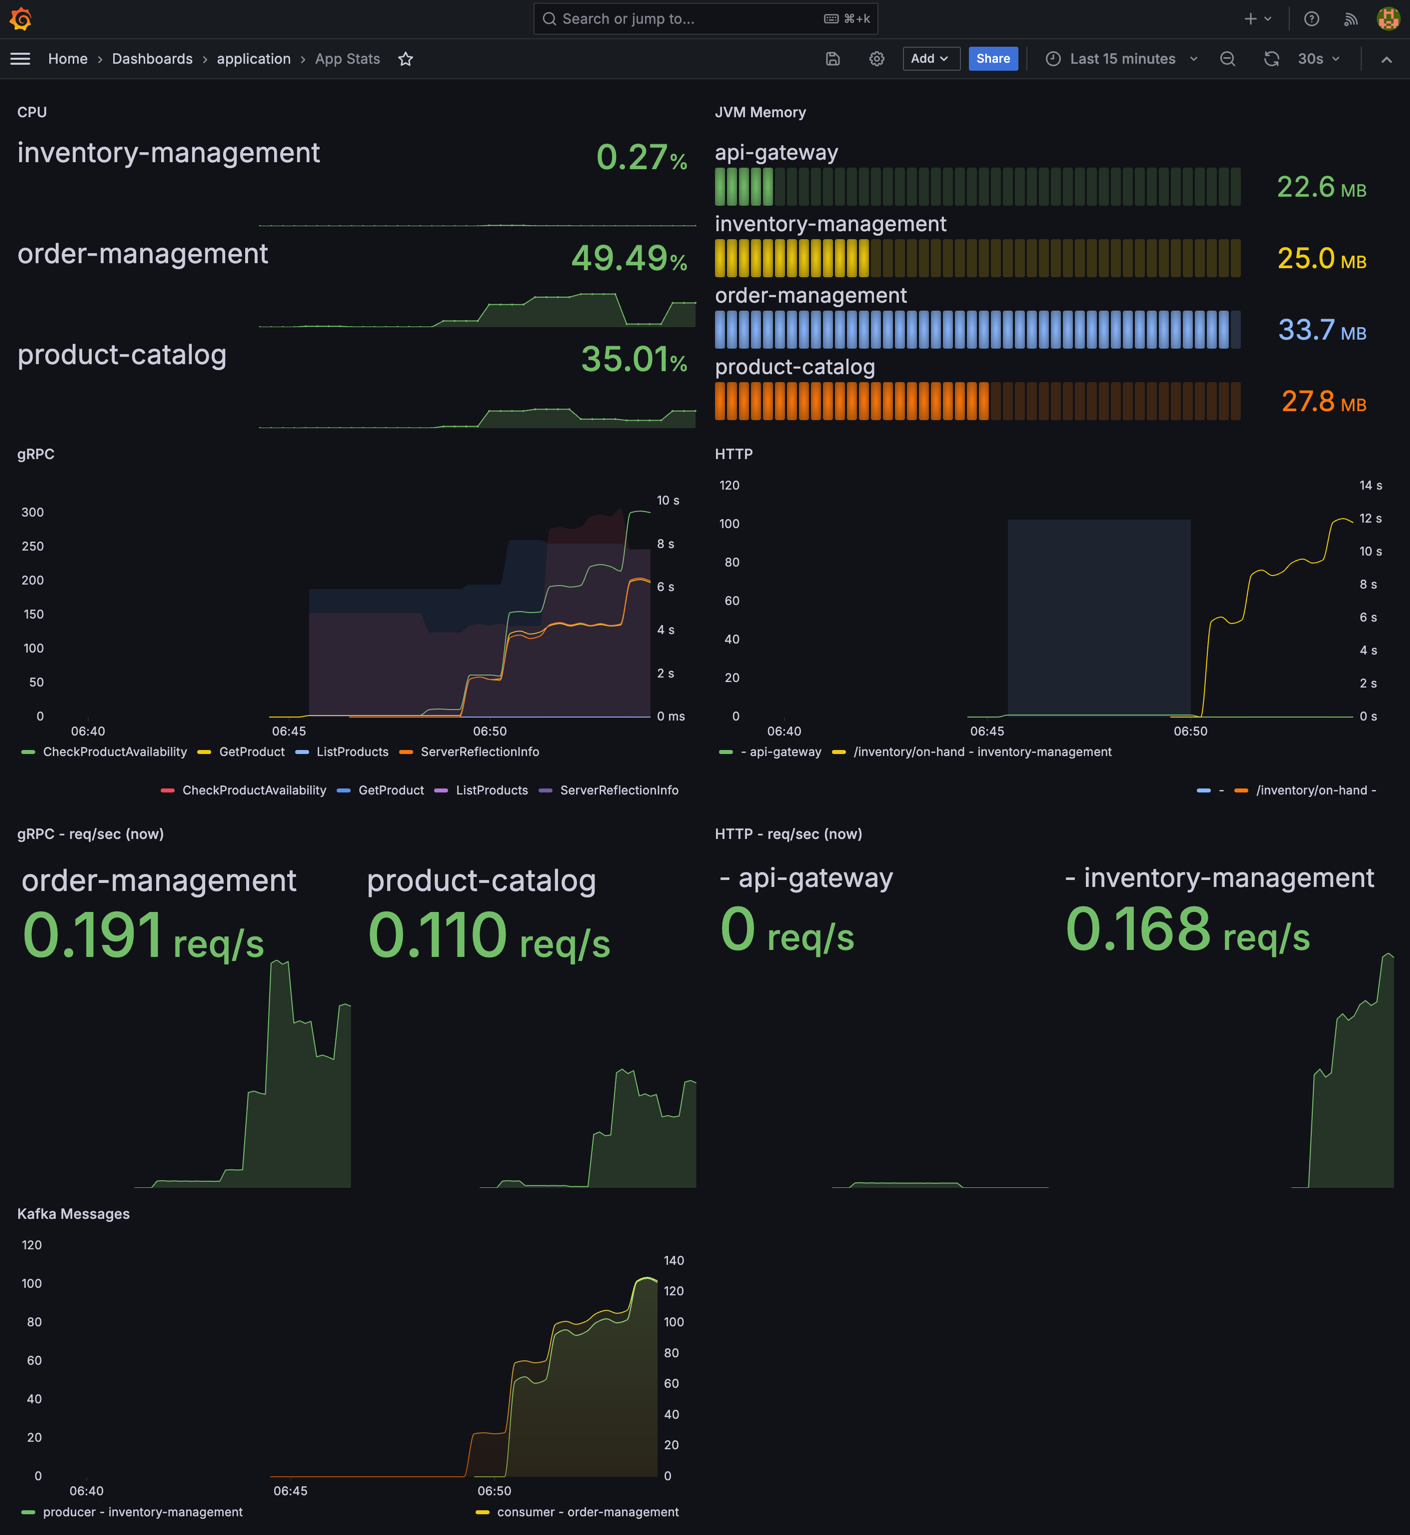 Search or jump to...
⌘+k
Home › Dashboards › application › App Stats
Add
Share
Last 15 minutes
30s
CPU
inventory-management
0.27%
order-management
49.49%
product-catalog
35.01%
JVM Memory
api-gateway
22.6 MB
inventory-management
25.0 MB
order-management
33.7 MB
product-catalog
27.8 MB
gRPC
300
250
200
150
100
50
0
10 s
8 s
6 s
4 s
2 s
0 ms
06:40 06:45 06:50
CheckProductAvailability GetProduct ListProducts ServerReflectionInfo
CheckProductAvailability GetProduct ListProducts ServerReflectionInfo
HTTP
120
100
80
60
40
20
0
14 s
12 s
10 s
8 s
6 s
4 s
2 s
0 s
06:40 06:45 06:50
- api-gateway /inventory/on-hand - inventory-management
- /inventory/on-hand -
gRPC - req/sec (now)
order-management
0.191 req/s
product-catalog
0.110 req/s
HTTP - req/sec (now)
- api-gateway
0 req/s
- inventory-management
0.168 req/s
Kafka Messages
120
100
80
60
40
20
0
140
120
100
80
60
40
20
0
06:40 06:45 06:50
producer - inventory-management
consumer - order-management